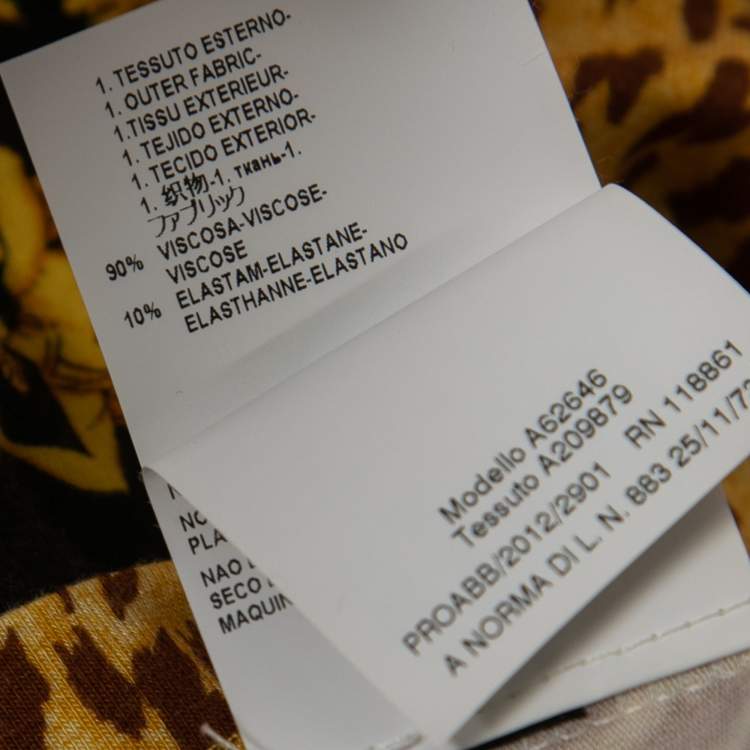 1. TESSUTO ESTERNO-
1. OUTER FABRIC-
1.TISSU EXTERIEUR-
1. TEJIDO EXTERNO-
1. TECIDO EXTERIOR-
1. 织物-1. ткань-1.
ファブリック
90% VISCOSA-VISCOSE-
VISCOSE
10% ELASTAM-ELASTANE-
ELASTHANNE-ELASTANO
Modello A62646
Tessuto A209879
PROABB/2012/2901 RN 118861
A NORMA DI L. N. 883 25/11/7
NAO
SECO
MAQUIN